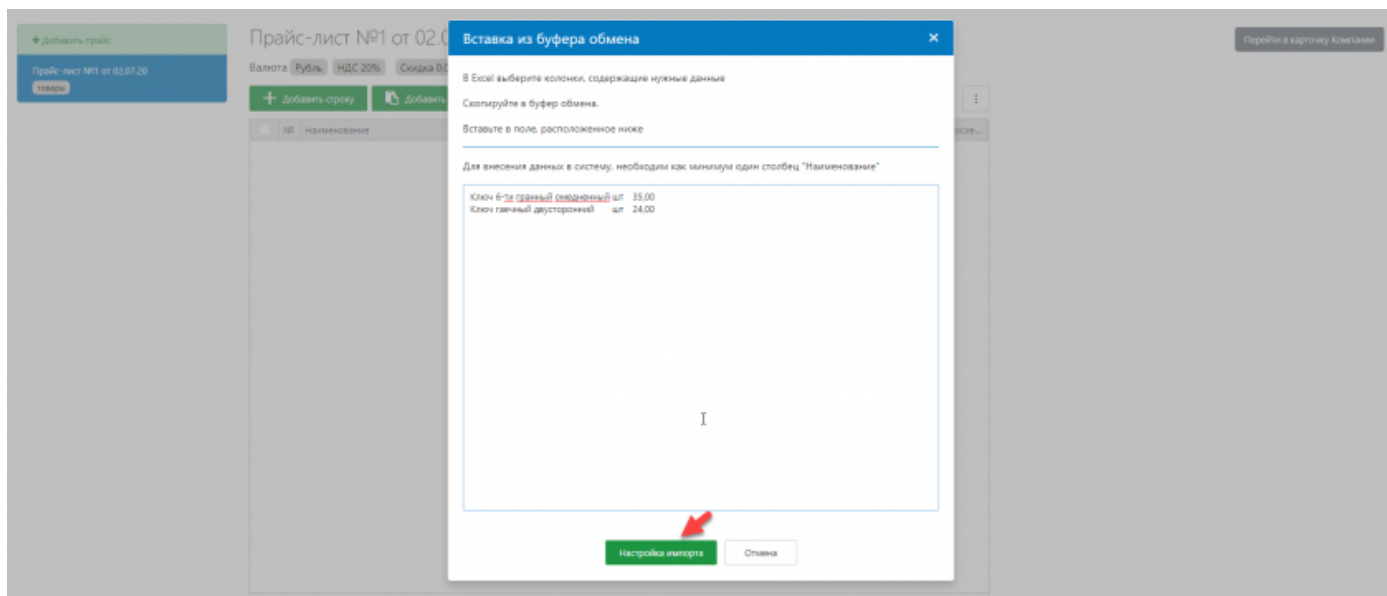 + Добавить прайс
Прайс-лист №1 от 02.07.20
товары
Прайс-лист №1 от 02.0
Валюта Рубль НДС 20% Скидка 0.0
+ Добавить строку Добавить
№ Наименование
Вставка из буфера обмена ×
В Excel выберите колонки, содержащие нужные данные
Скопируйте в буфер обмена.
Вставьте в поле, расположенное ниже
Для внесения данных в систему, необходим как минимум один столбец "Наименование"
Ключ 6-ти гранный омедненный шт 35,00
Ключ гаечный двусторонний шт 24,00
Настройка импорта Отмена
осле...
Перейти в карточку Компании